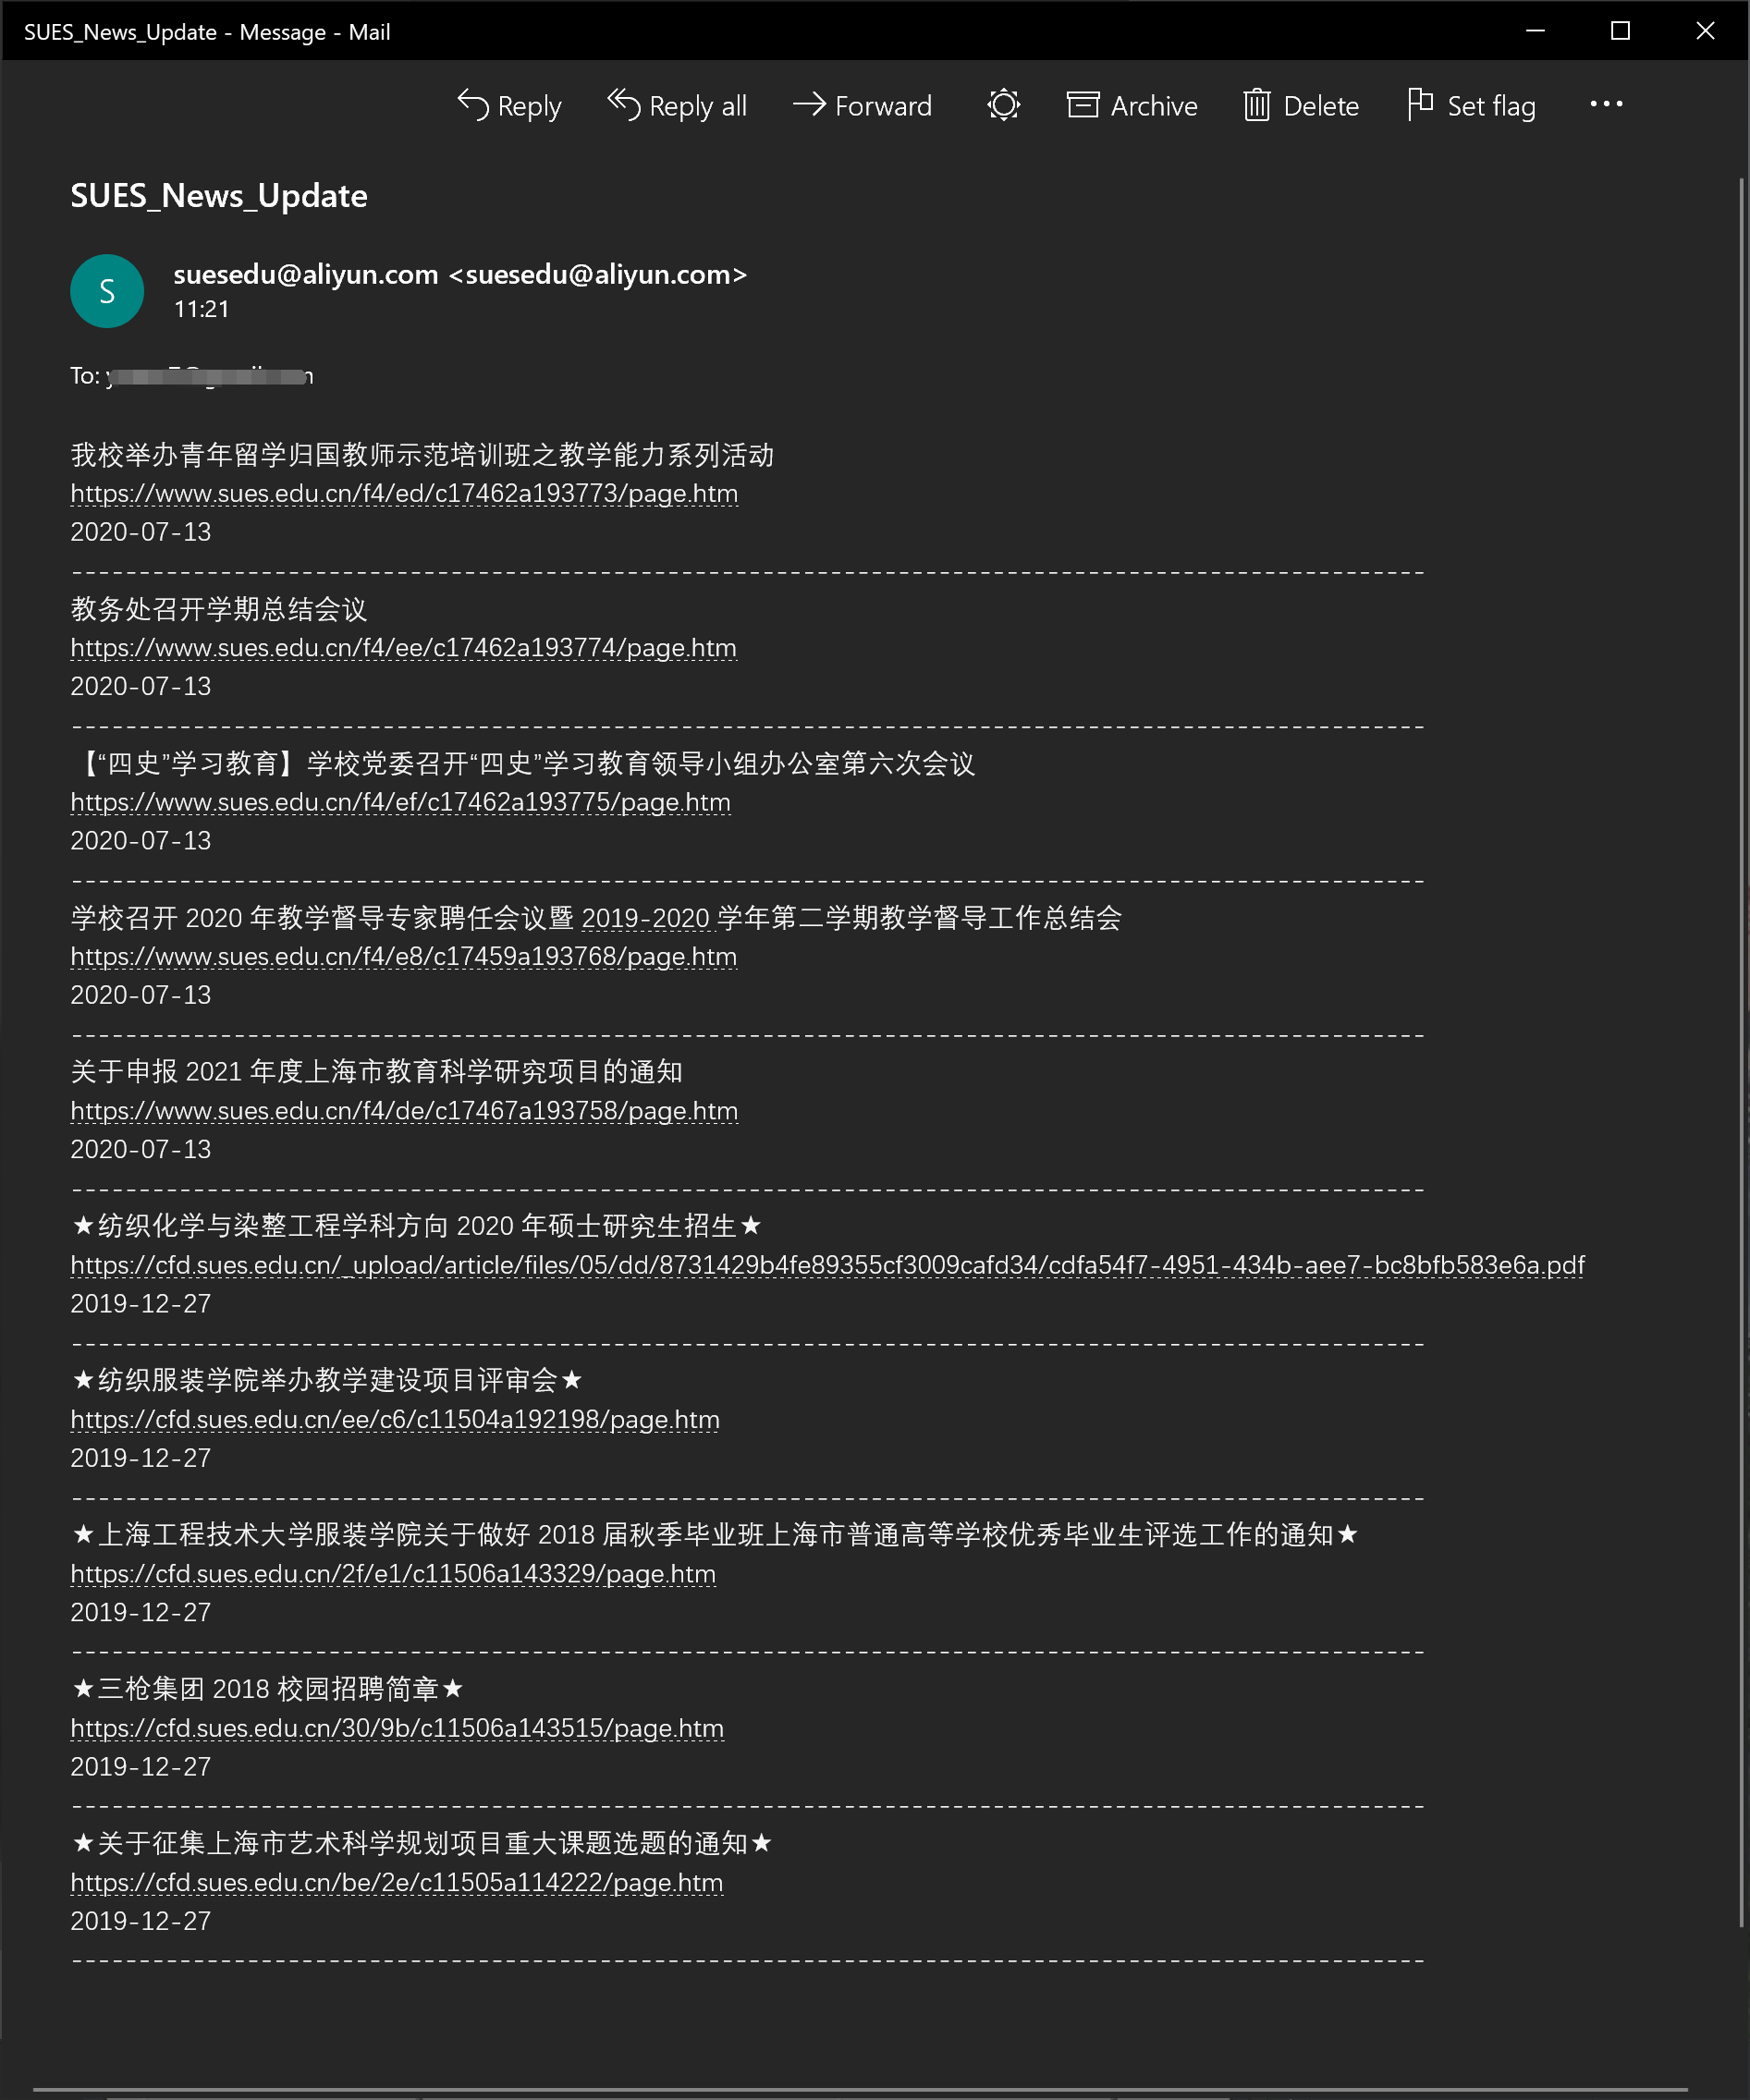 SUES_News_Update - Message - Mail
Reply Reply all Forward Archive Delete Set flag
SUES_News_Update
S
suesedu@aliyun.com <suesedu@aliyun.com>
11:21
To:
我校举办青年留学归国教师示范培训班之教学能力系列活动
https://www.sues.edu.cn/f4/ed/c17462a193773/page.htm
2020-07-13
----------------------------------------------------------------------------------------------------
教务处召开学期总结会议
https://www.sues.edu.cn/f4/ee/c17462a193774/page.htm
2020-07-13
----------------------------------------------------------------------------------------------------
【“四史”学习教育】学校党委召开“四史”学习教育领导小组办公室第六次会议
https://www.sues.edu.cn/f4/ef/c17462a193775/page.htm
2020-07-13
----------------------------------------------------------------------------------------------------
学校召开 2020 年教学督导专家聘任会议暨 2019-2020 学年第二学期教学督导工作总结会
https://www.sues.edu.cn/f4/e8/c17459a193768/page.htm
2020-07-13
----------------------------------------------------------------------------------------------------
关于申报 2021 年度上海市教育科学研究项目的通知
https://www.sues.edu.cn/f4/de/c17467a193758/page.htm
2020-07-13
----------------------------------------------------------------------------------------------------
★纺织化学与染整工程学科方向 2020 年硕士研究生招生★
https://cfd.sues.edu.cn/_upload/article/files/05/dd/8731429b4fe89355cf3009cafd34/cdfa54f7-4951-434b-aee7-bc8bfb583e6a.pdf
2019-12-27
----------------------------------------------------------------------------------------------------
★纺织服装学院举办教学建设项目评审会★
https://cfd.sues.edu.cn/ee/c6/c11504a192198/page.htm
2019-12-27
----------------------------------------------------------------------------------------------------
★上海工程技术大学服装学院关于做好 2018 届秋季毕业班上海市普通高等学校优秀毕业生评选工作的通知★
https://cfd.sues.edu.cn/2f/e1/c11506a143329/page.htm
2019-12-27
----------------------------------------------------------------------------------------------------
★三枪集团 2018 校园招聘简章★
https://cfd.sues.edu.cn/30/9b/c11506a143515/page.htm
2019-12-27
----------------------------------------------------------------------------------------------------
★关于征集上海市艺术科学规划项目重大课题选题的通知★
https://cfd.sues.edu.cn/be/2e/c11505a114222/page.htm
2019-12-27
----------------------------------------------------------------------------------------------------